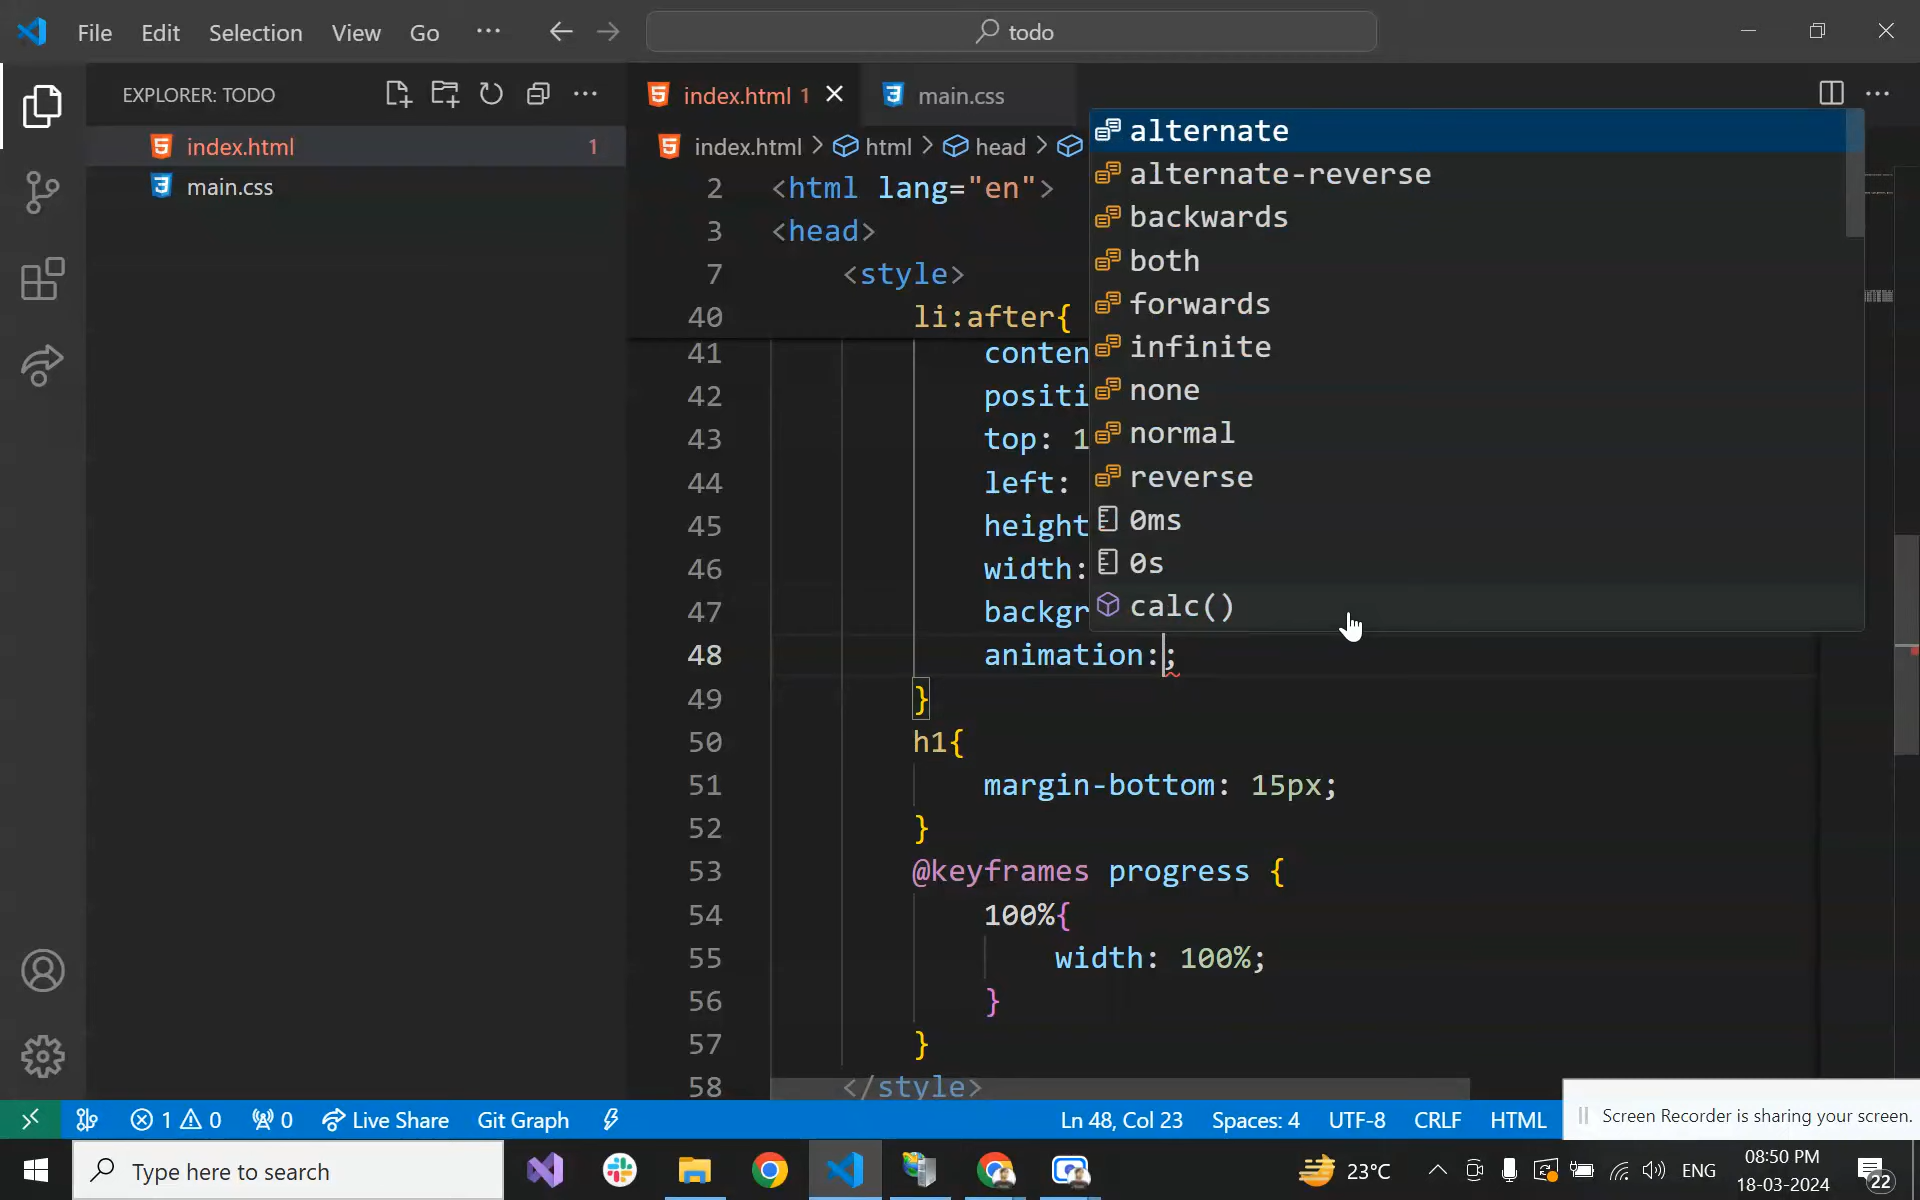 File Edit Selection View Go ··· todo
EXPLORER: TODO
index.html 1
main.css
index.html 1
main.css
index.html > html > head >
2 <html lang="en">
3 <head>
7 <style>
40 li:after{
41 conten
42 positi
43 top: 1
44 left:
45 height
46 width:
47 backgr
48 animation:;
49 }
50 h1{
51 margin-bottom: 15px;
52 }
53 @keyframes progress {
54 100%{
55 width: 100%;
56 }
57 }
58 </style>
alternate
alternate-reverse
backwards
both
forwards
infinite
none
normal
reverse
0ms
0s
calc()
1 0 0 Live Share Git Graph Ln 48, Col 23 Spaces: 4 UTF-8 CRLF HTML
Screen Recorder is sharing your screen.
Type here to search
23°C ENG
08:50 PM
18-03-2024
22